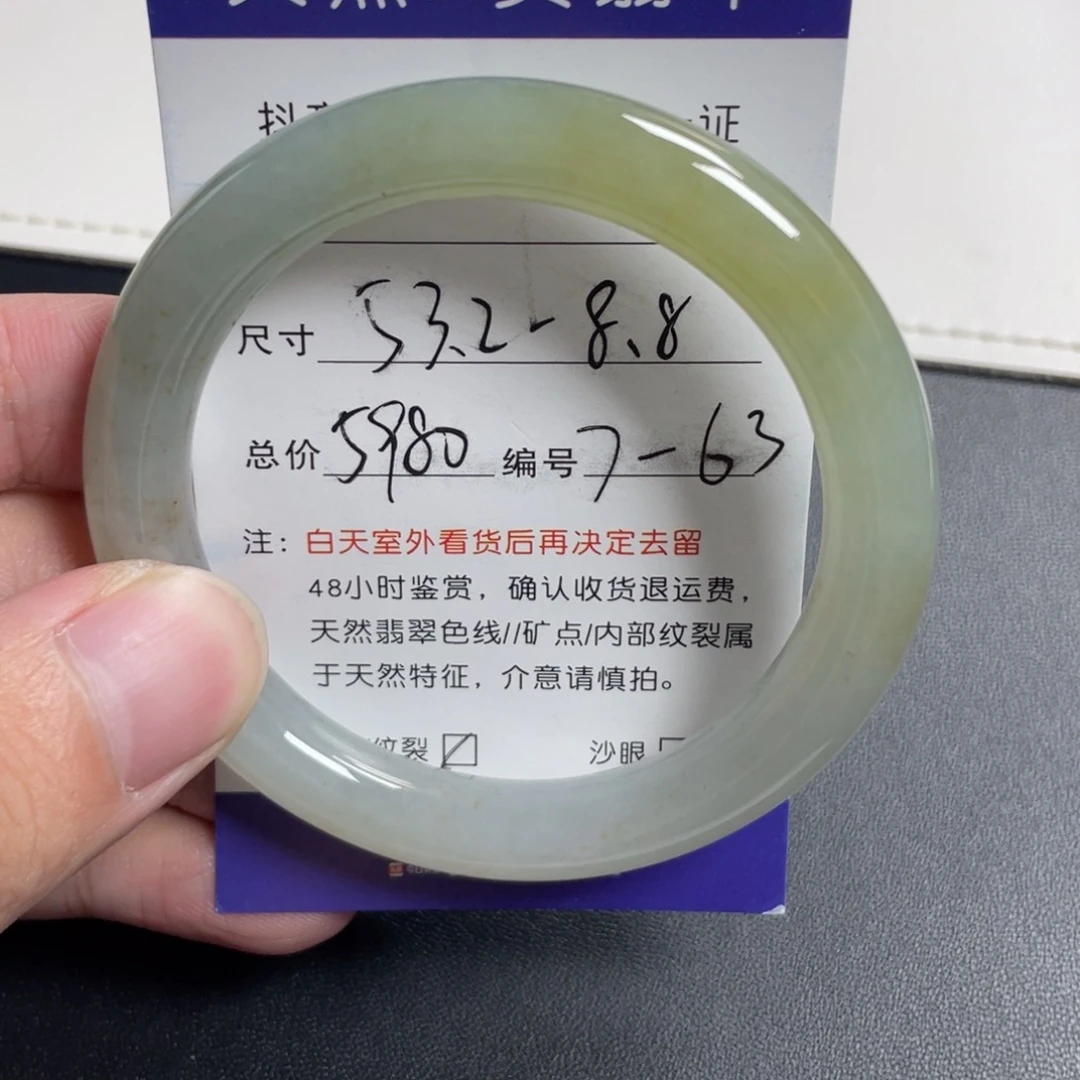 抖 证
尺寸 53.2-8.8
总价 5980 编号 7-63
注：白天室外看货后再决定去留
48小时鉴赏，确认收货退运费，
天然翡翠色线//矿点/内部纹裂属
于天然特征，介意请慎拍。
纹裂 沙眼